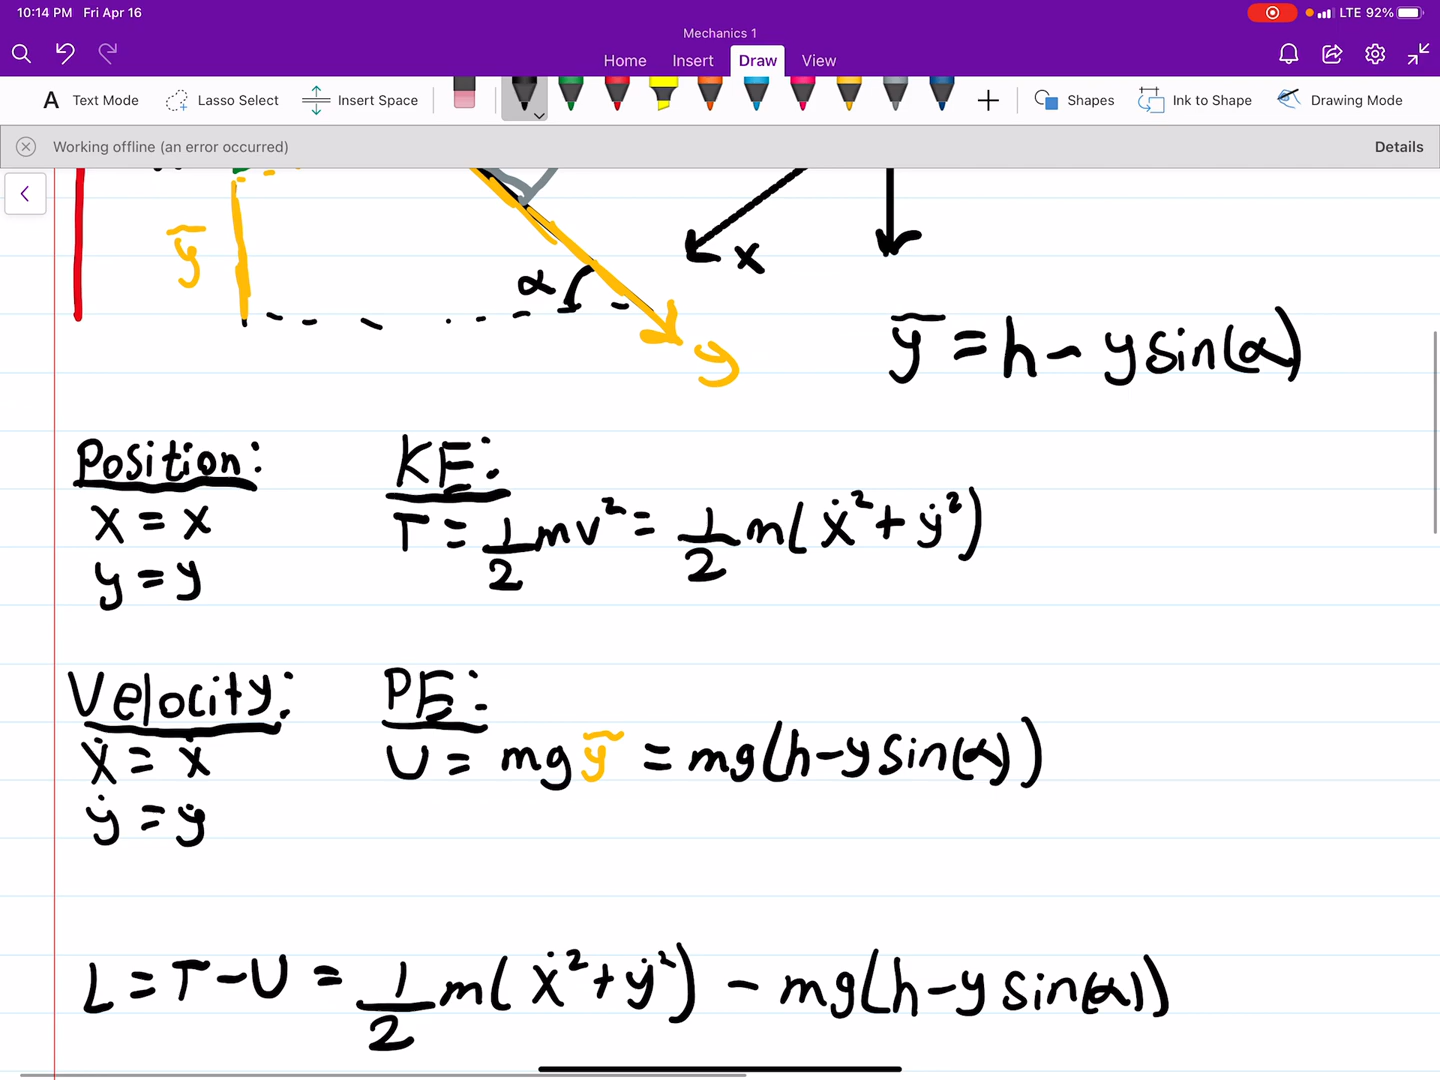 10:14 PM Fri Apr 16
LTE 92%
Mechanics 1
Home Insert Draw View
A Text Mode Lasso Select Insert Space Shapes Ink to Shape Drawing Mode
Working offline (an error occurred) Details
y̅
α
x
y
y̅ = h - y sin(α)
Position:
x = x
y = y
KE:
T = 1/2 mv² = 1/2 m(ẋ² + ẏ²)
Velocity:
ẋ = ẋ
ẏ = ẏ
PE:
U = mg y̅ = mg(h - y sin(α))
L = T - U = 1/2 m(ẋ² + ẏ²) - mg(h - y sin(α))